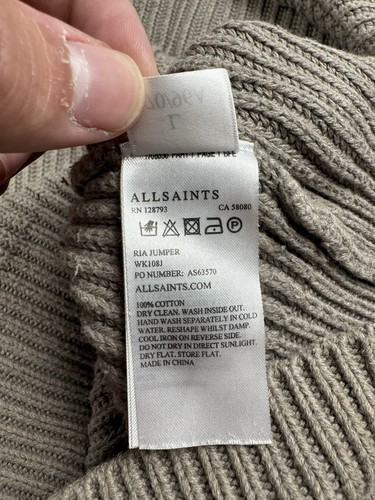 ALLSAINTS
RN 128793 CA 58080
RIA JUMPER
WK108J
PO NUMBER: AS63570
ALLSAINTS.COM
100% COTTON
DRY CLEAN. WASH INSIDE OUT.
HAND WASH SEPARATELY IN COLD
WATER. RESHAPE WHILST DAMP.
COOL IRON ON REVERSE SIDE.
DO NOT DRY IN DIRECT SUNLIGHT.
DRY FLAT. STORE FLAT.
MADE IN CHINA